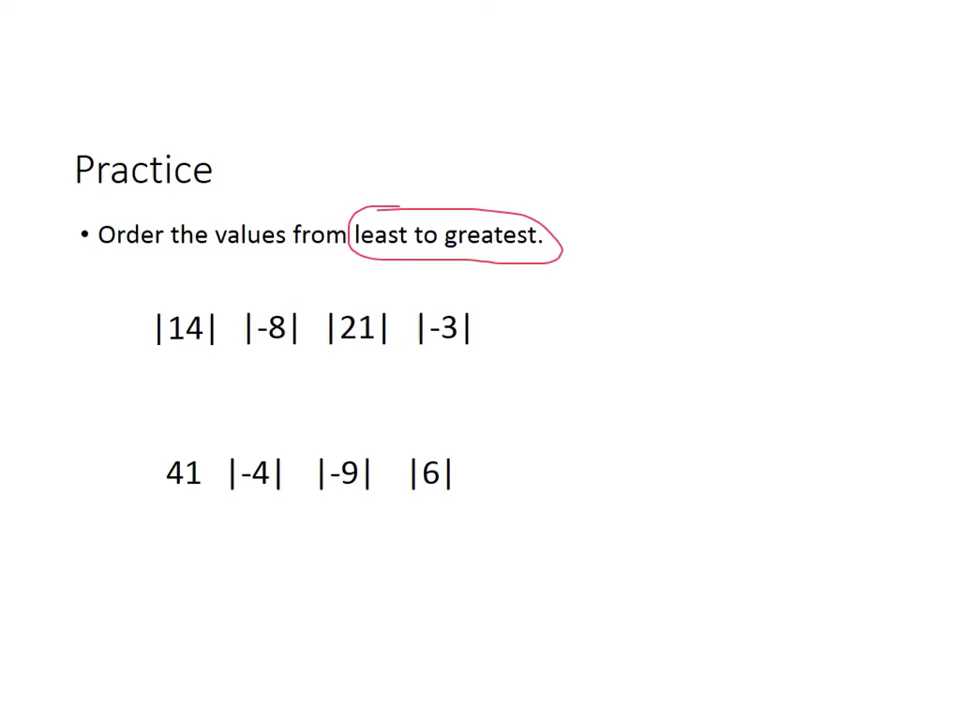 Practice
• Order the values from least to greatest.
|14| |-8| |21| |-3|
41 |-4| |-9| |6|